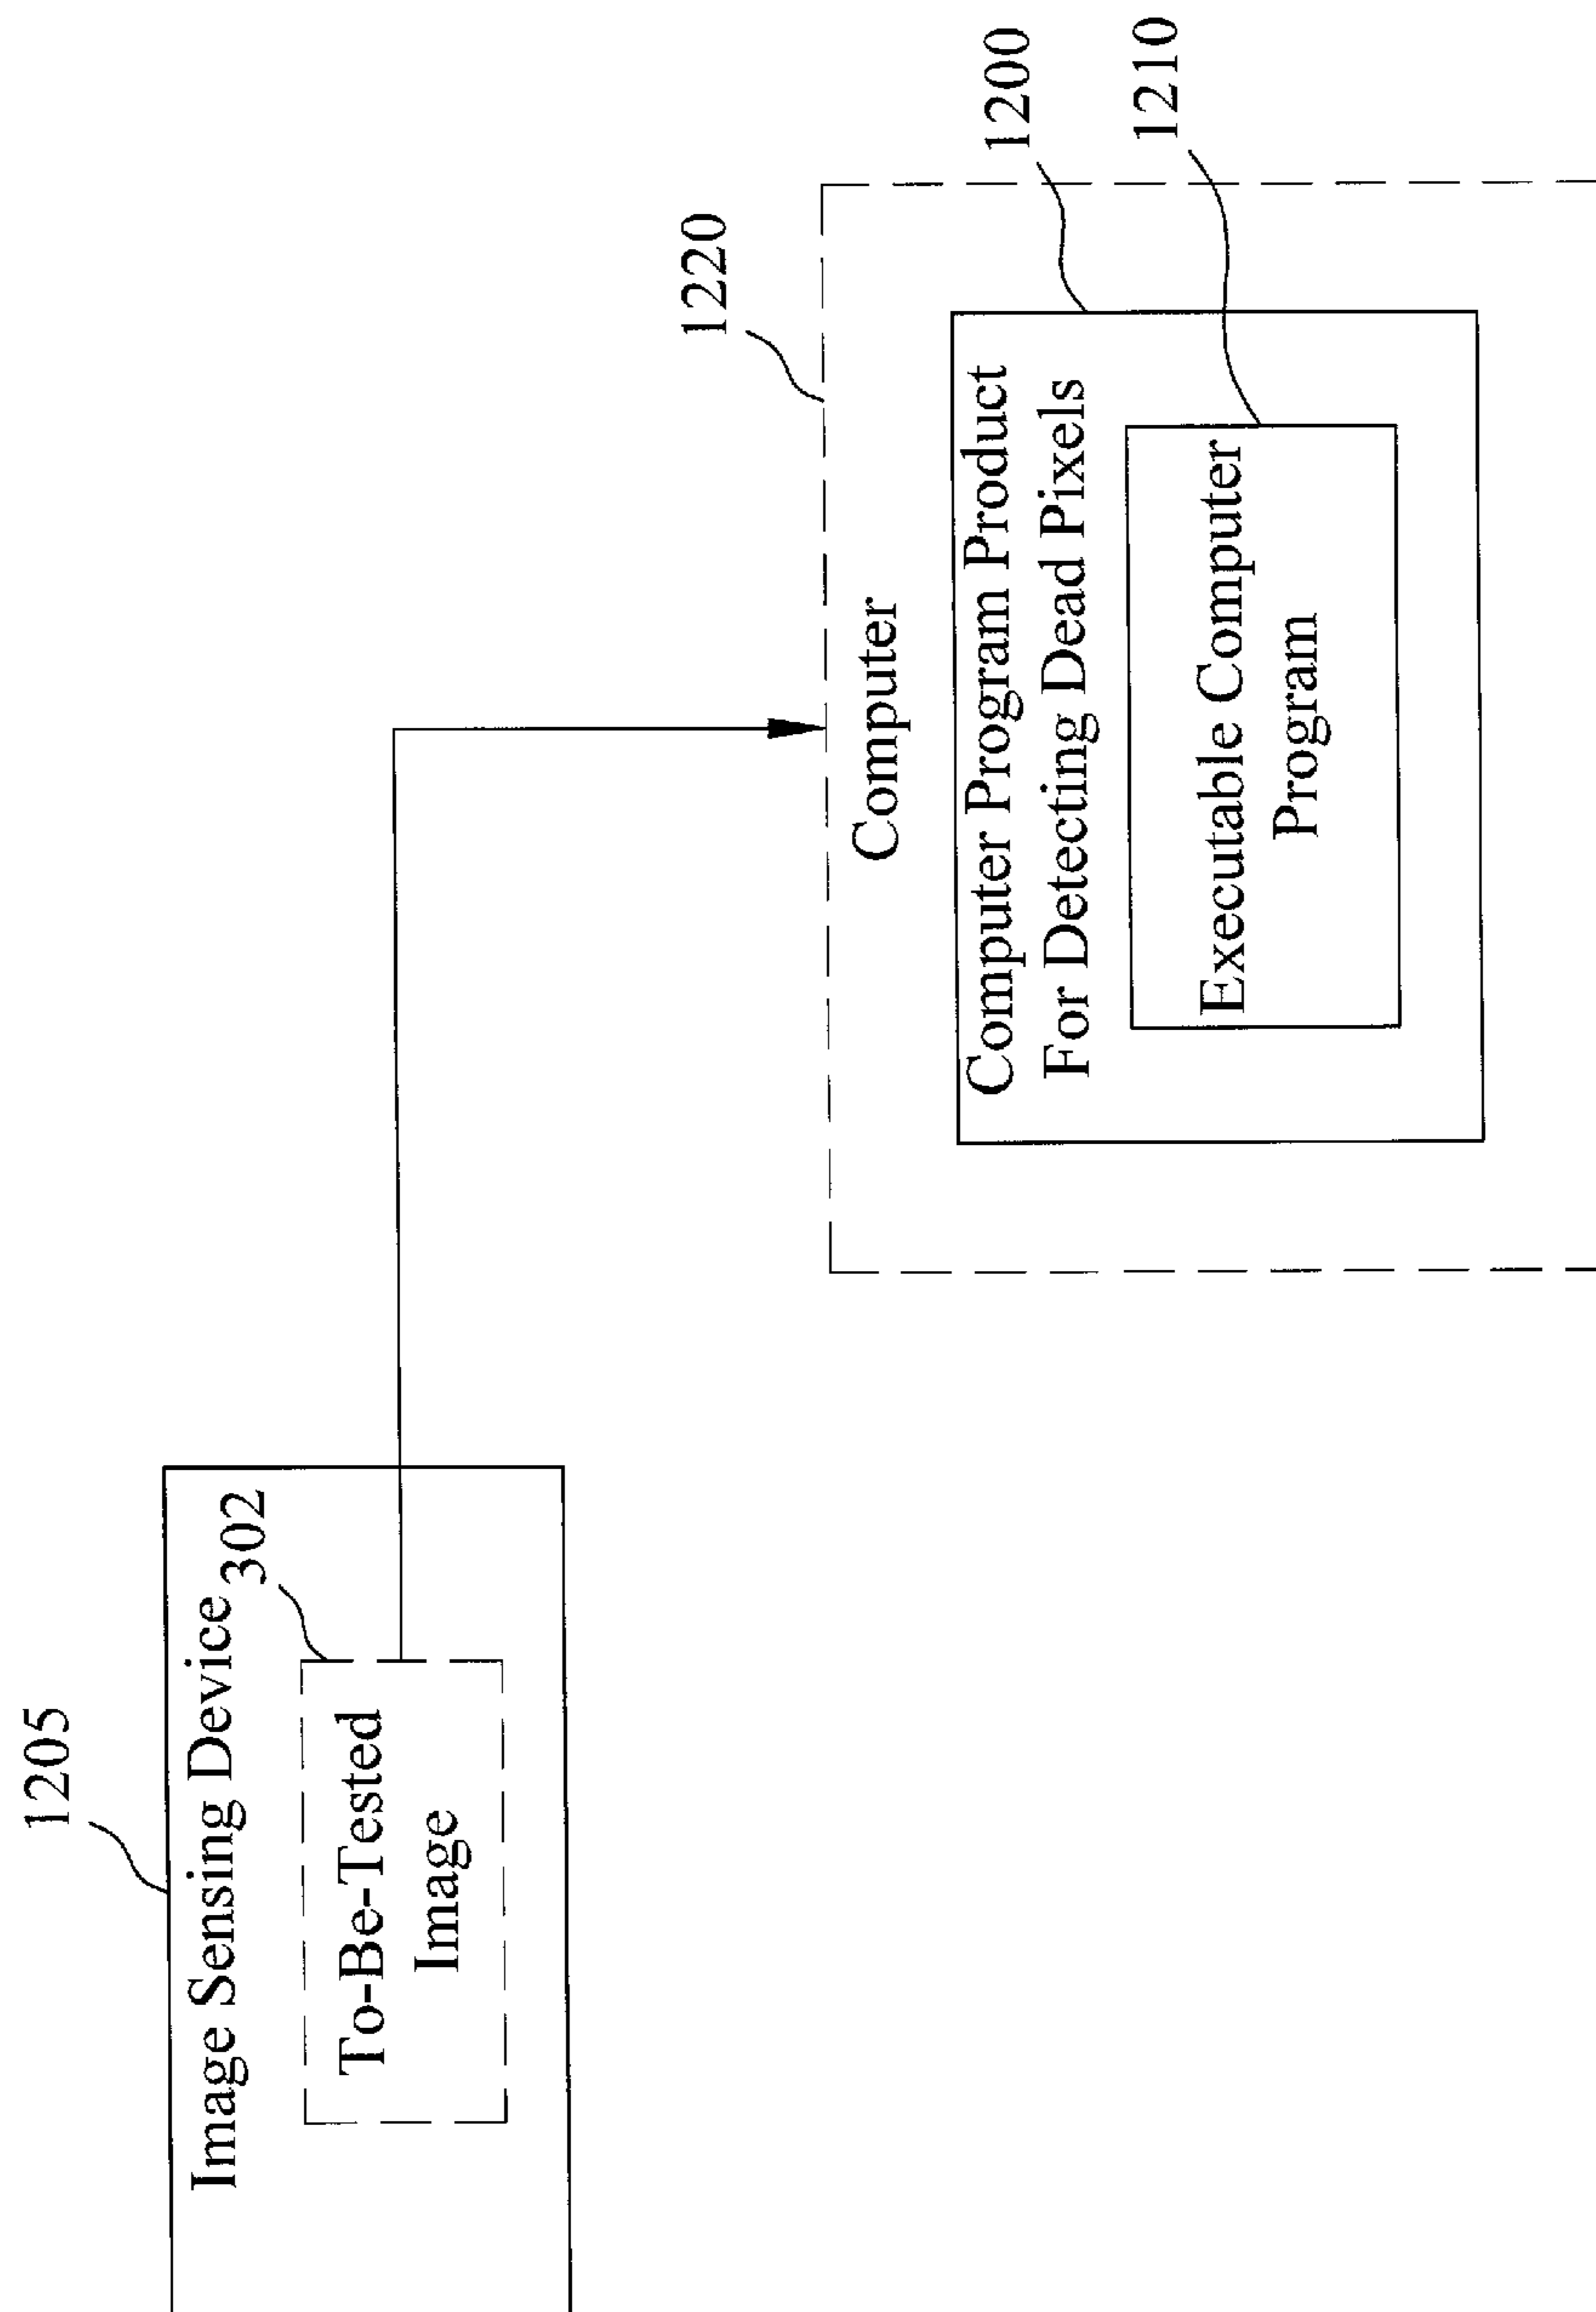 1205
Image Sensing Device
302
To-Be-Tested
Image
1220
Computer
1200
Computer Program Product
For Detecting Dead Pixels
1210
Executable Computer
Program